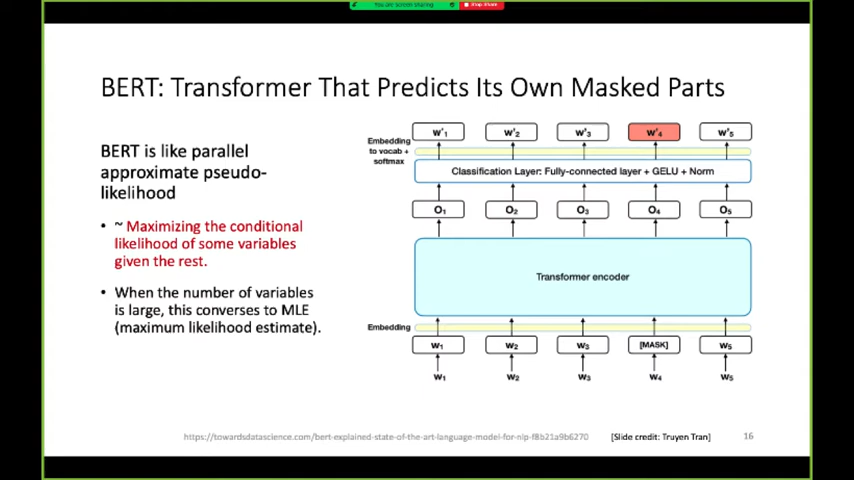 You are screen sharing
Stop Share
BERT: Transformer That Predicts Its Own Masked Parts
BERT is like parallel
approximate pseudo-
likelihood
• ~ Maximizing the conditional
likelihood of some variables
given the rest.
• When the number of variables
is large, this converses to MLE
(maximum likelihood estimate).
Embedding
to vocab +
softmax
W'1 W'2 W'3 W'4 W'5
Classification Layer: Fully-connected layer + GELU + Norm
O1 O2 O3 O4 O5
Transformer encoder
Embedding
W1 W2 W3 [MASK] W5
W1 W2 W3 W4 W5
https://towardsdatascience.com/bert-explained-state-of-the-art-language-model-for-nlp-f8b21a9b6270
[Slide credit: Truyen Tran]
16